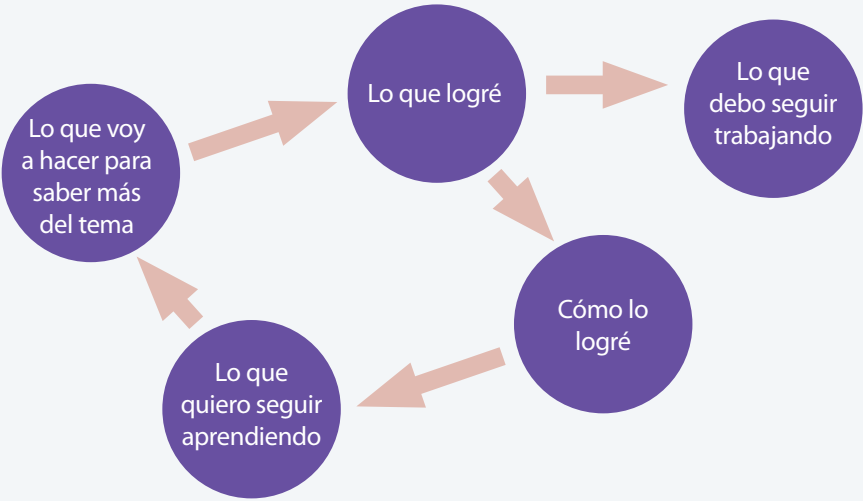 Lo que logré
Lo que
debo seguir
trabajando
Lo que voy
a hacer para
saber más
del tema
Cómo lo
logré
Lo que
quiero seguir
aprendiendo